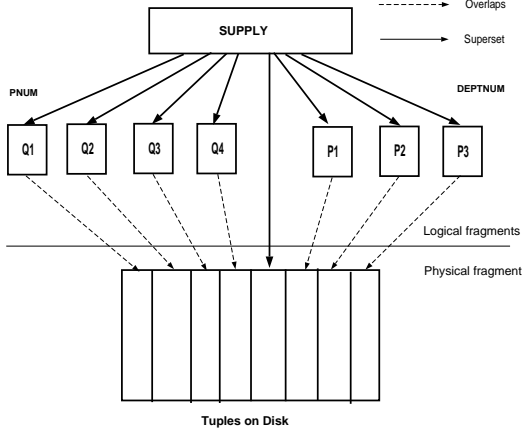 Overlaps
SUPPLY
Superset
PNUM
DEPTNUM
Q1
Q2
Q3
Q4
P1
P2
P3
Logical fragments
Physical fragment
Tuples on Disk